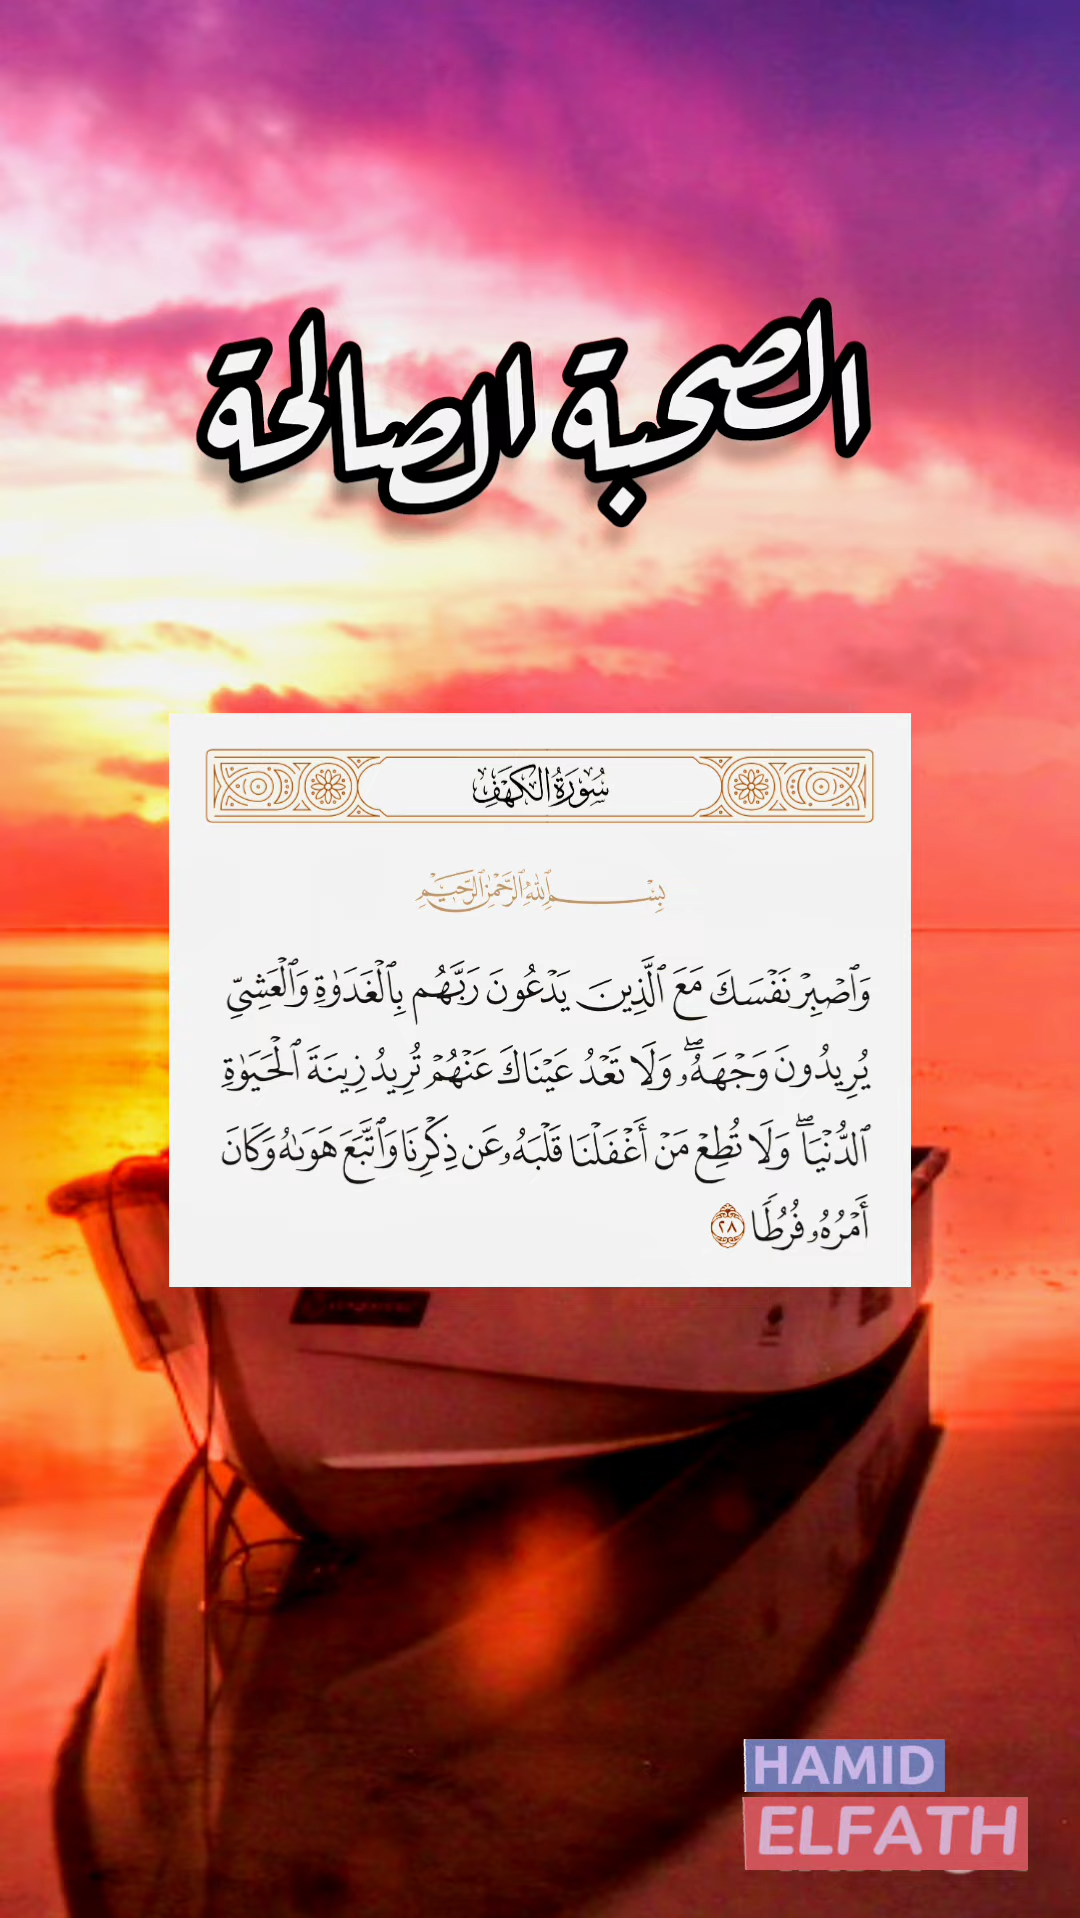 الصحبة الصالحة
سُورَةُ الكَهْفِ
بِسْمِ ٱللَّهِ ٱلرَّحْمَٰنِ ٱلرَّحِيمِ
وَٱصْبِرْ نَفْسَكَ مَعَ ٱلَّذِينَ يَدْعُونَ رَبَّهُم بِٱلْغَدَوٰةِ وَٱلْعَشِىِّ
يُرِيدُونَ وَجْهَهُۥۖ وَلَا تَعْدُ عَيْنَاكَ عَنْهُمْ تُرِيدُ زِينَةَ ٱلْحَيَوٰةِ
ٱلدُّنْيَاۖ وَلَا تُطِعْ مَنْ أَغْفَلْنَا قَلْبَهُۥ عَن ذِكْرِنَا وَٱتَّبَعَ هَوَىٰهُ وَكَانَ
أَمْرُهُۥ فُرُطًا ٢٨
HAMID
ELFATH